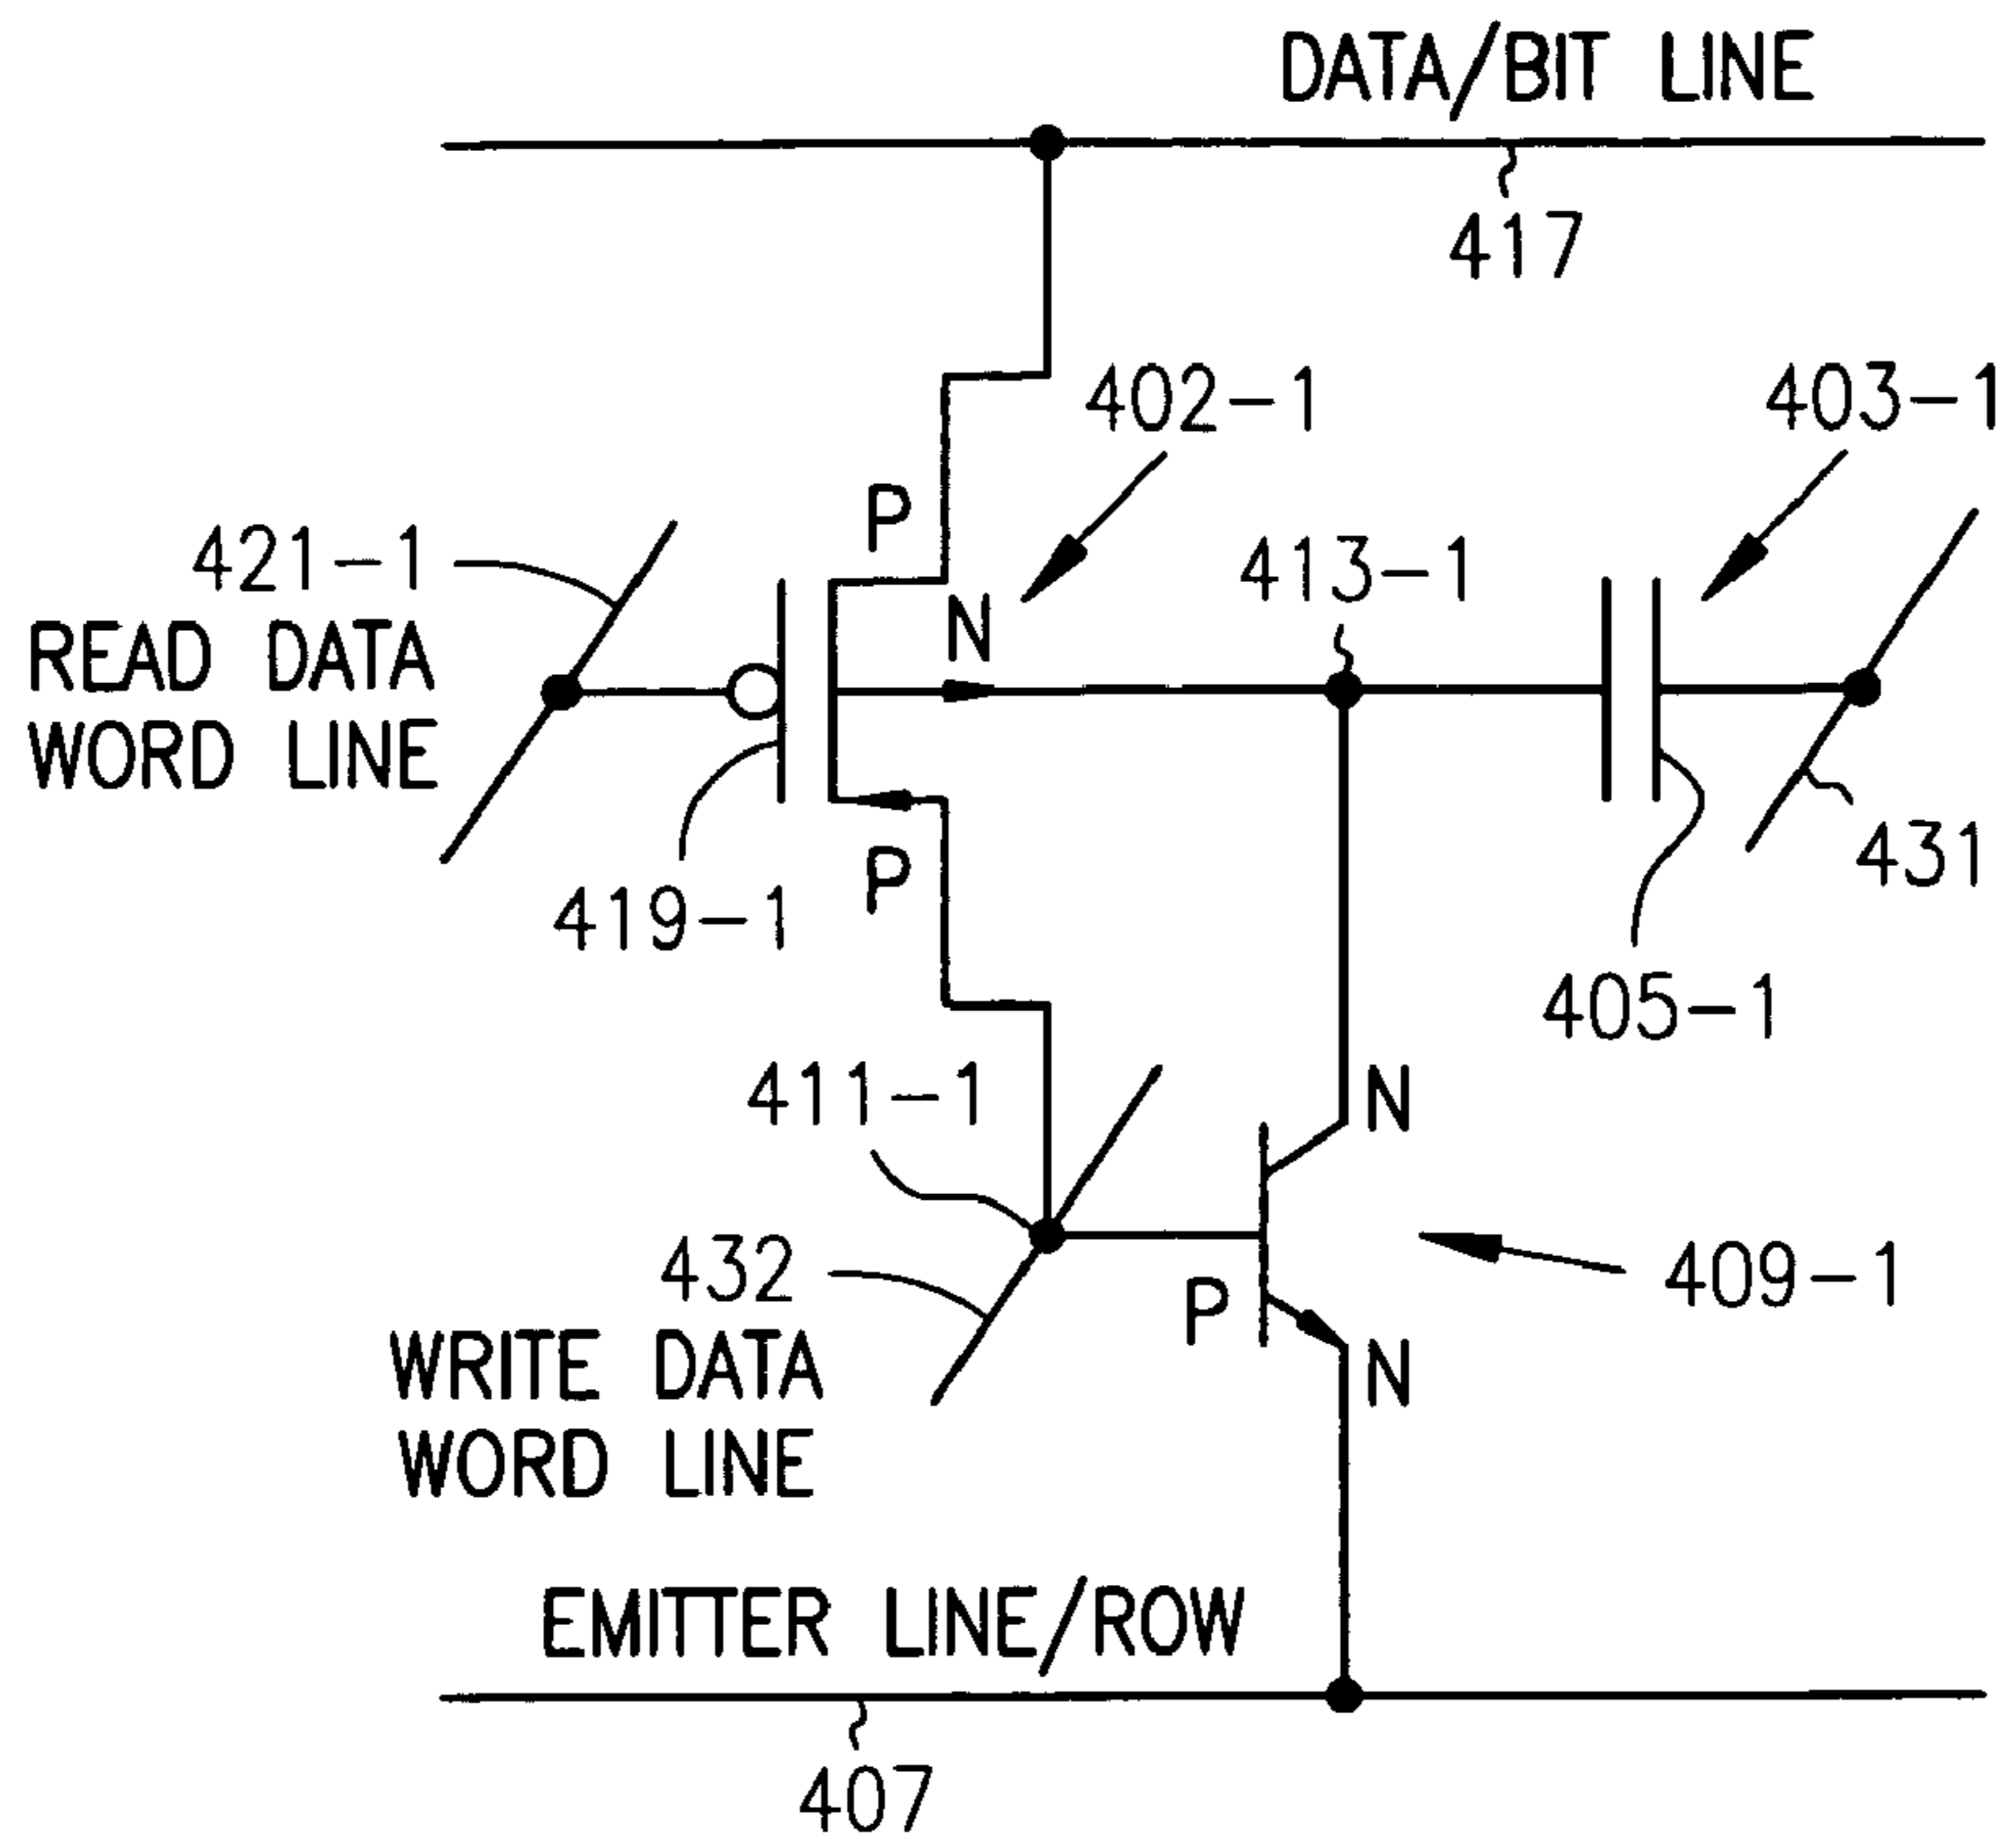 DATA/BIT LINE
417
402-1
403-1
P
421-1
413-1
N
READ DATA
WORD LINE
431
P
419-1
405-1
411-1
N
432
409-1
P
WRITE DATA
N
WORD LINE
EMITTER LINE/ROW
407